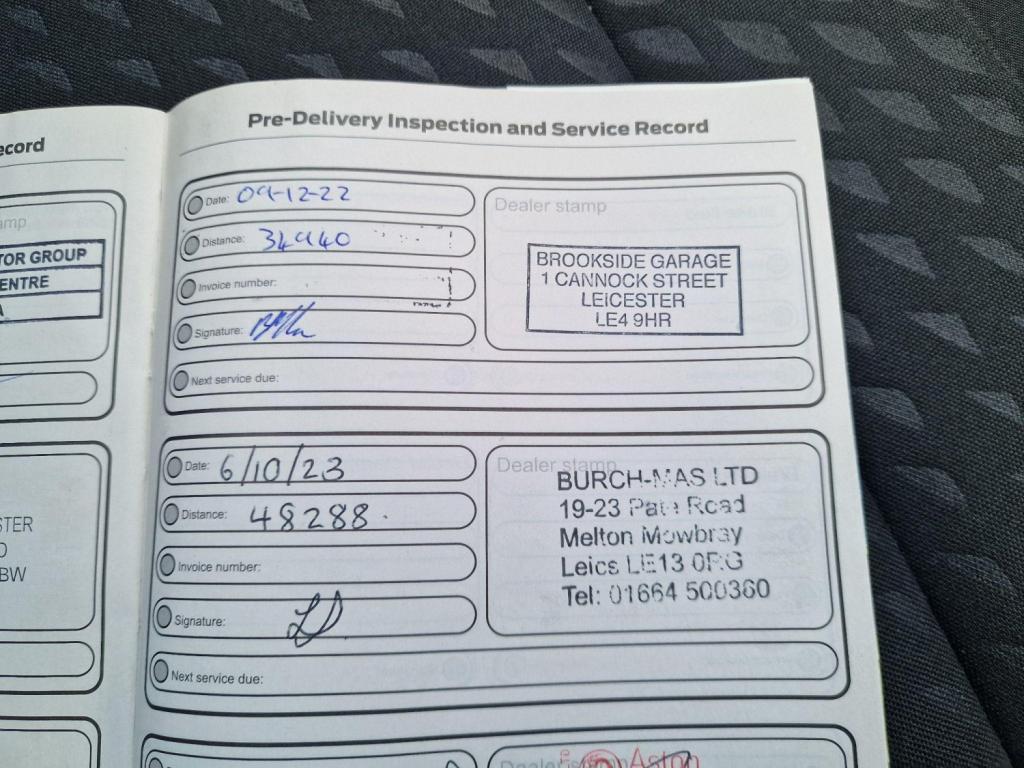 ecord
amp
TOR GROUP
ENTRE
A
STER
O
BW
Pre-Delivery Inspection and Service Record
Date: 09-12-22
Distance: 34940
Invoice number:
Signature:
Next service due:
Dealer stamp
BROOKSIDE GARAGE
1 CANNOCK STREET
LEICESTER
LE4 9HR
Date: 6/10/23
Distance: 48288.
Invoice number:
Signature:
Next service due:
Dealer stamp
BURCH-MAS LTD
19-23 Pate Road
Melton Mowbray
Leics LE13 0RG
Tel: 01664 500360
Aston